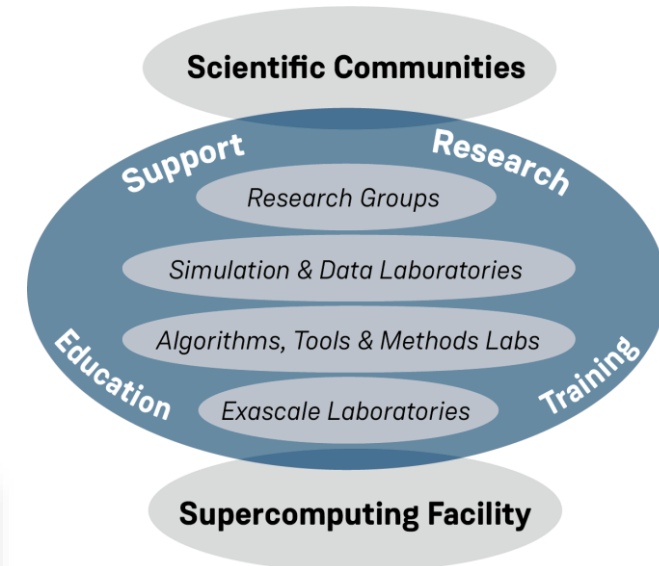 Scientific Communities
Support
Research
Research Groups
Simulation & Data Laboratories
Algorithms, Tools & Methods Labs
Education
Training
Exascale Laboratories
Supercomputing Facility